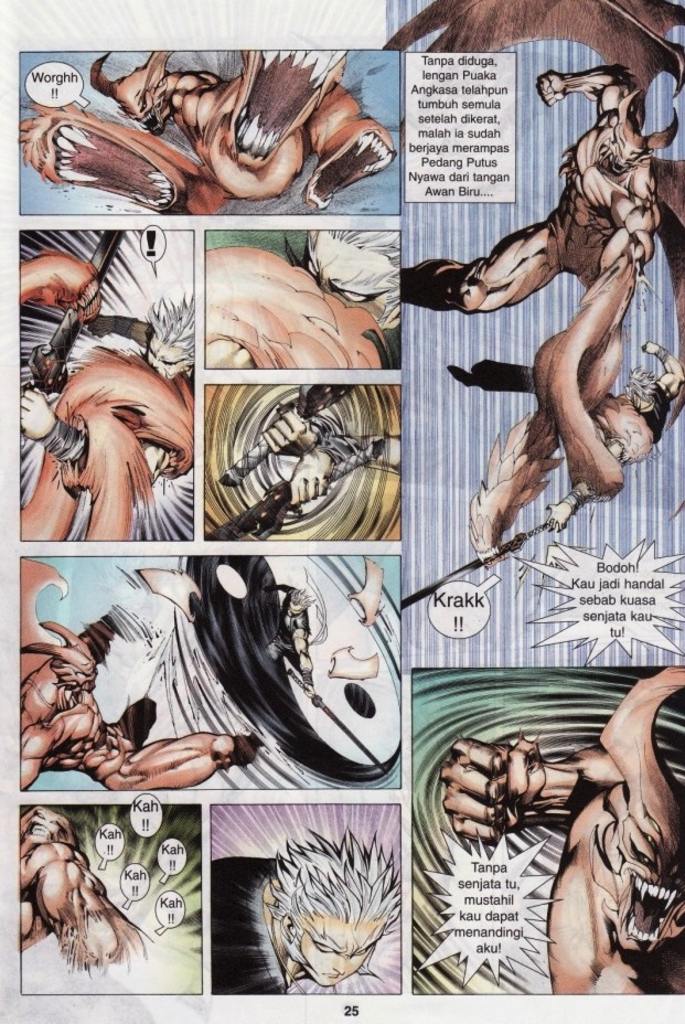 Worghh
!!
Tanpa diduga,
lengan Puaka
Angkasa telahpun
tumbuh semula
setelah dikerat,
malah ia sudah
berjaya merampas
Pedang Putus
Nyawa dari tangan
Awan Biru....
!
Krakk
!!
Bodoh!
Kau jadi handal
sebab kuasa
senjata kau
tu!
Kah
!!
Kah
!!
Kah
!!
Kah
!!
Kah
!!
Tanpa
senjata tu,
mustahil
kau dapat
menandingi
aku!
25